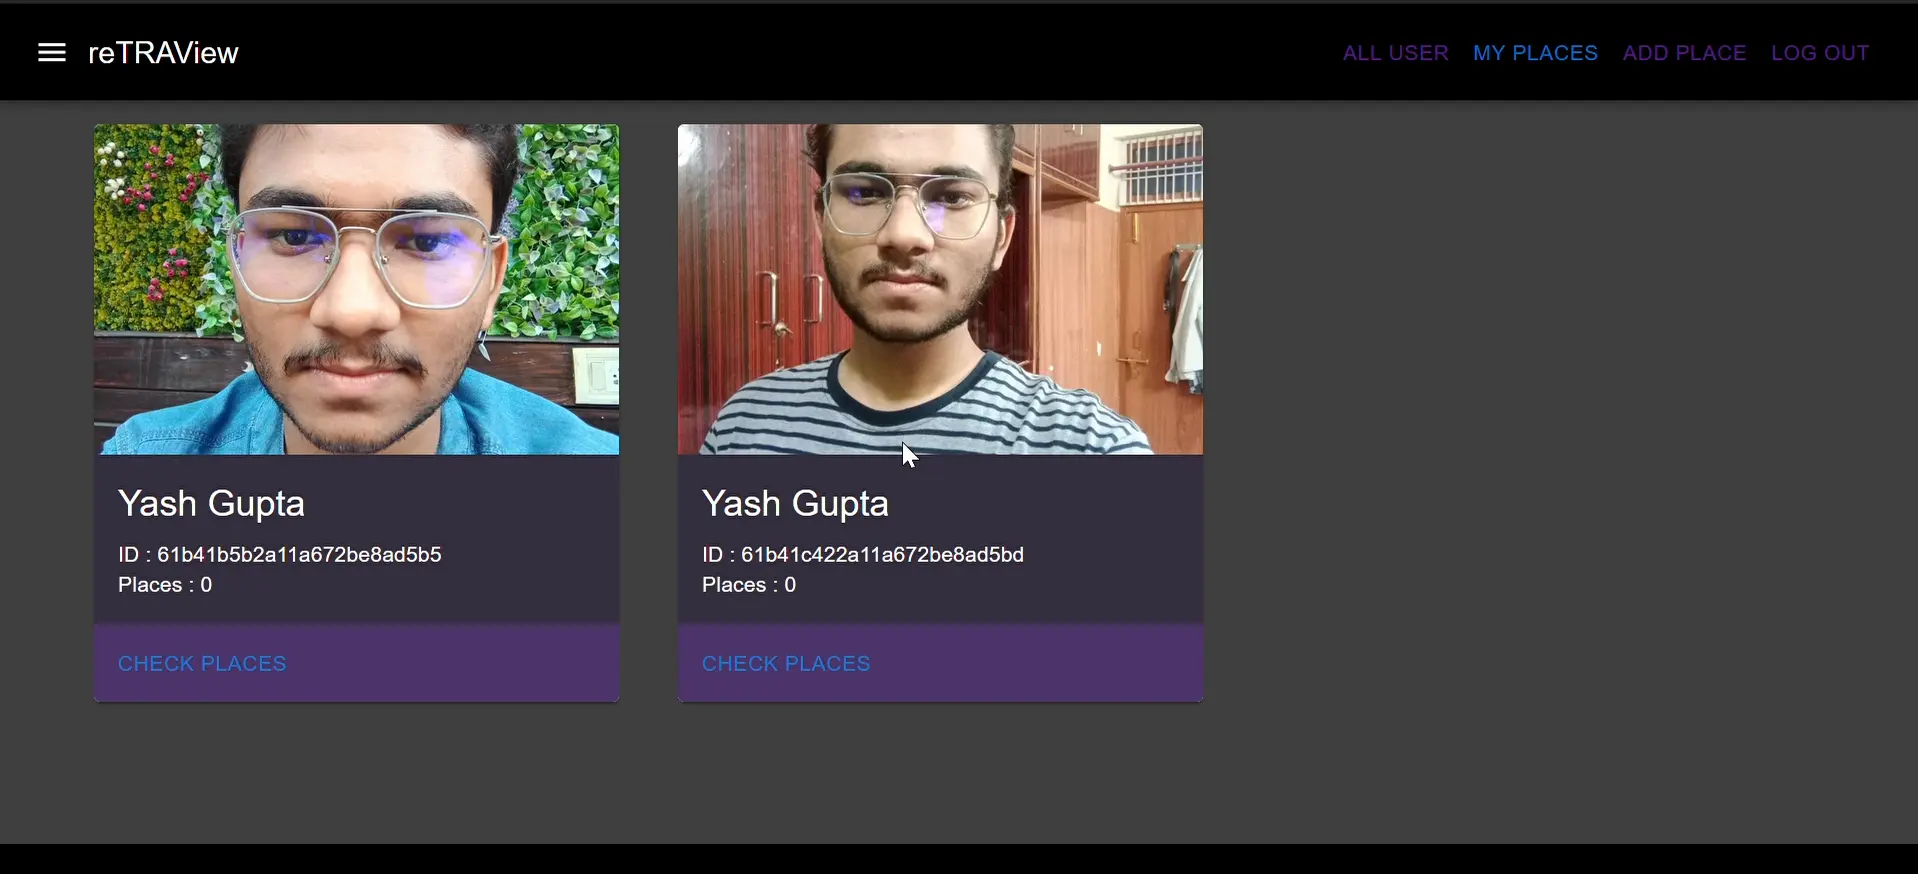 reTRAView
ALL USER MY PLACES ADD PLACE LOG OUT
Yash Gupta
ID : 61b41b5b2a11a672be8ad5b5
Places : 0
CHECK PLACES
Yash Gupta
ID : 61b41c422a11a672be8ad5bd
Places : 0
CHECK PLACES